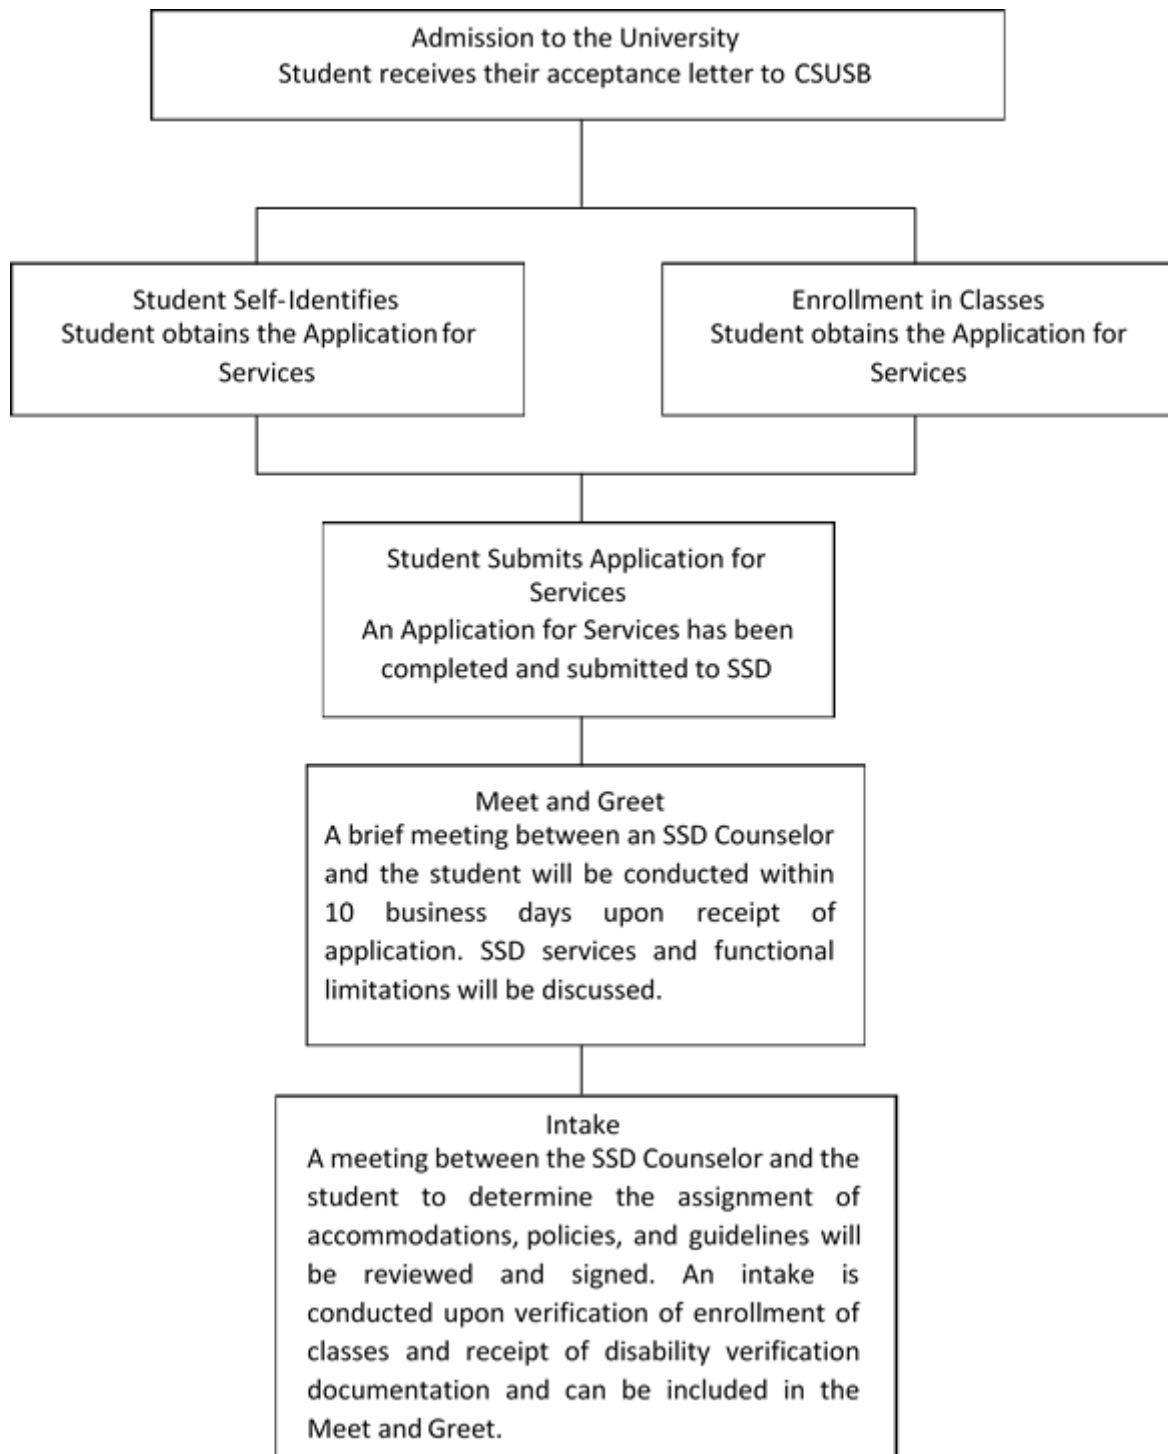 Admission to the University
Student receives their acceptance letter to CSUSB
Student Self-Identifies
Student obtains the Application for
Services
Enrollment in Classes
Student obtains the Application for
Services
Student Submits Application for
Services
An Application for Services has been
completed and submitted to SSD
Meet and Greet
A brief meeting between an SSD Counselor
and the student will be conducted within
10 business days upon receipt of
application. SSD services and functional
limitations will be discussed.
Intake
A meeting between the SSD Counselor and the
student to determine the assignment of
accommodations, policies, and guidelines will
be reviewed and signed. An intake is
conducted upon verification of enrollment of
classes and receipt of disability verification
documentation and can be included in the
Meet and Greet.